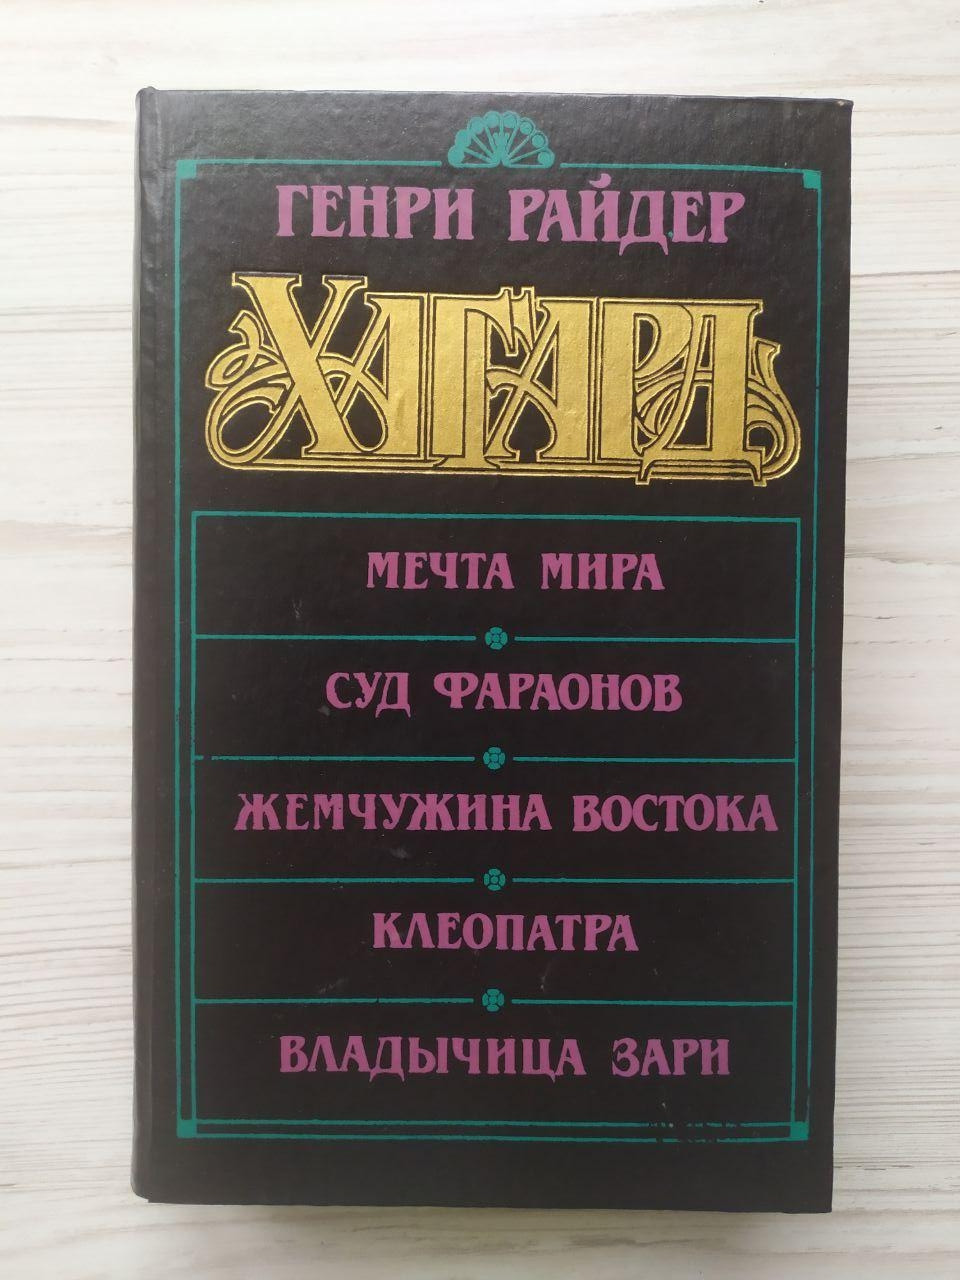 ГЕНРИ РАЙДЕР
ХАГГАРД
МЕЧТА МИРА
СУД ФАРАОНОВ
ЖЕМЧУЖИНА ВОСТОКА
КЛЕОПАТРА
ВЛАДЫЧИЦА ЗАРИ